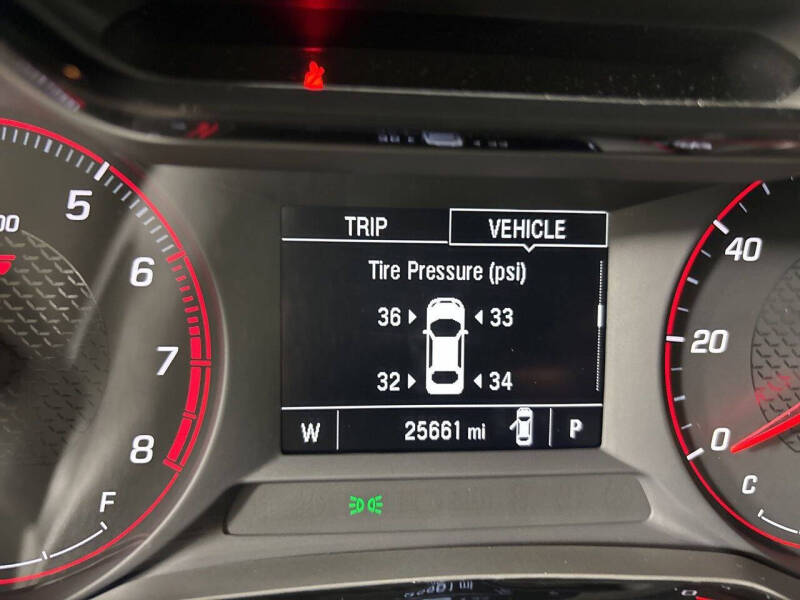 TRIP VEHICLE
Tire Pressure (psi)
36 33
32 34
W 25661 mi P
5
6
7
8
F
40
20
0
C